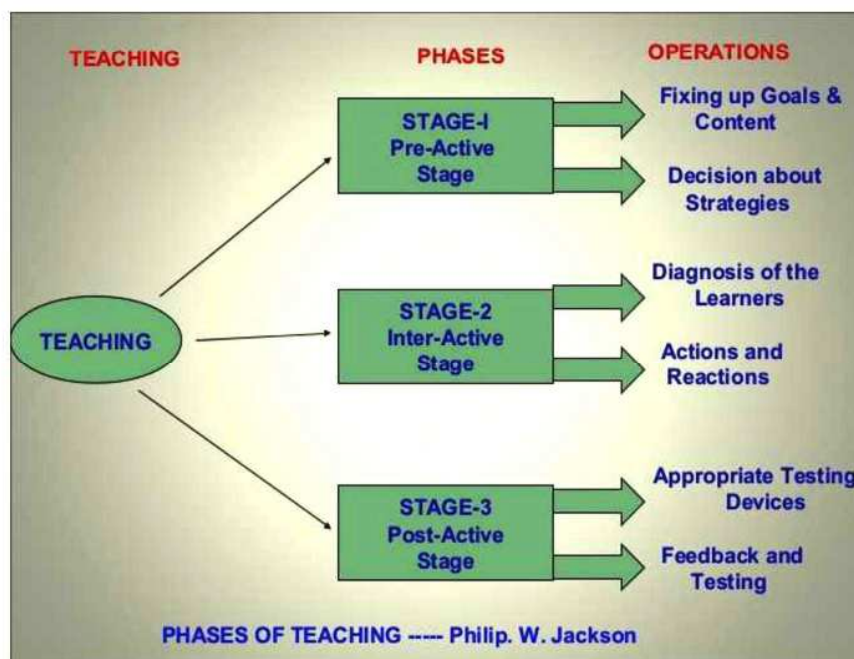 TEACHING
PHASES
OPERATIONS
STAGE-I
Pre-Active
Stage
Fixing up Goals &
Content
Decision about
Strategies
TEACHING
STAGE-2
Inter-Active
Stage
Diagnosis of the
Learners
Actions and
Reactions
STAGE-3
Post-Active
Stage
Appropriate Testing
Devices
Feedback and
Testing
PHASES OF TEACHING ----- Philip. W. Jackson